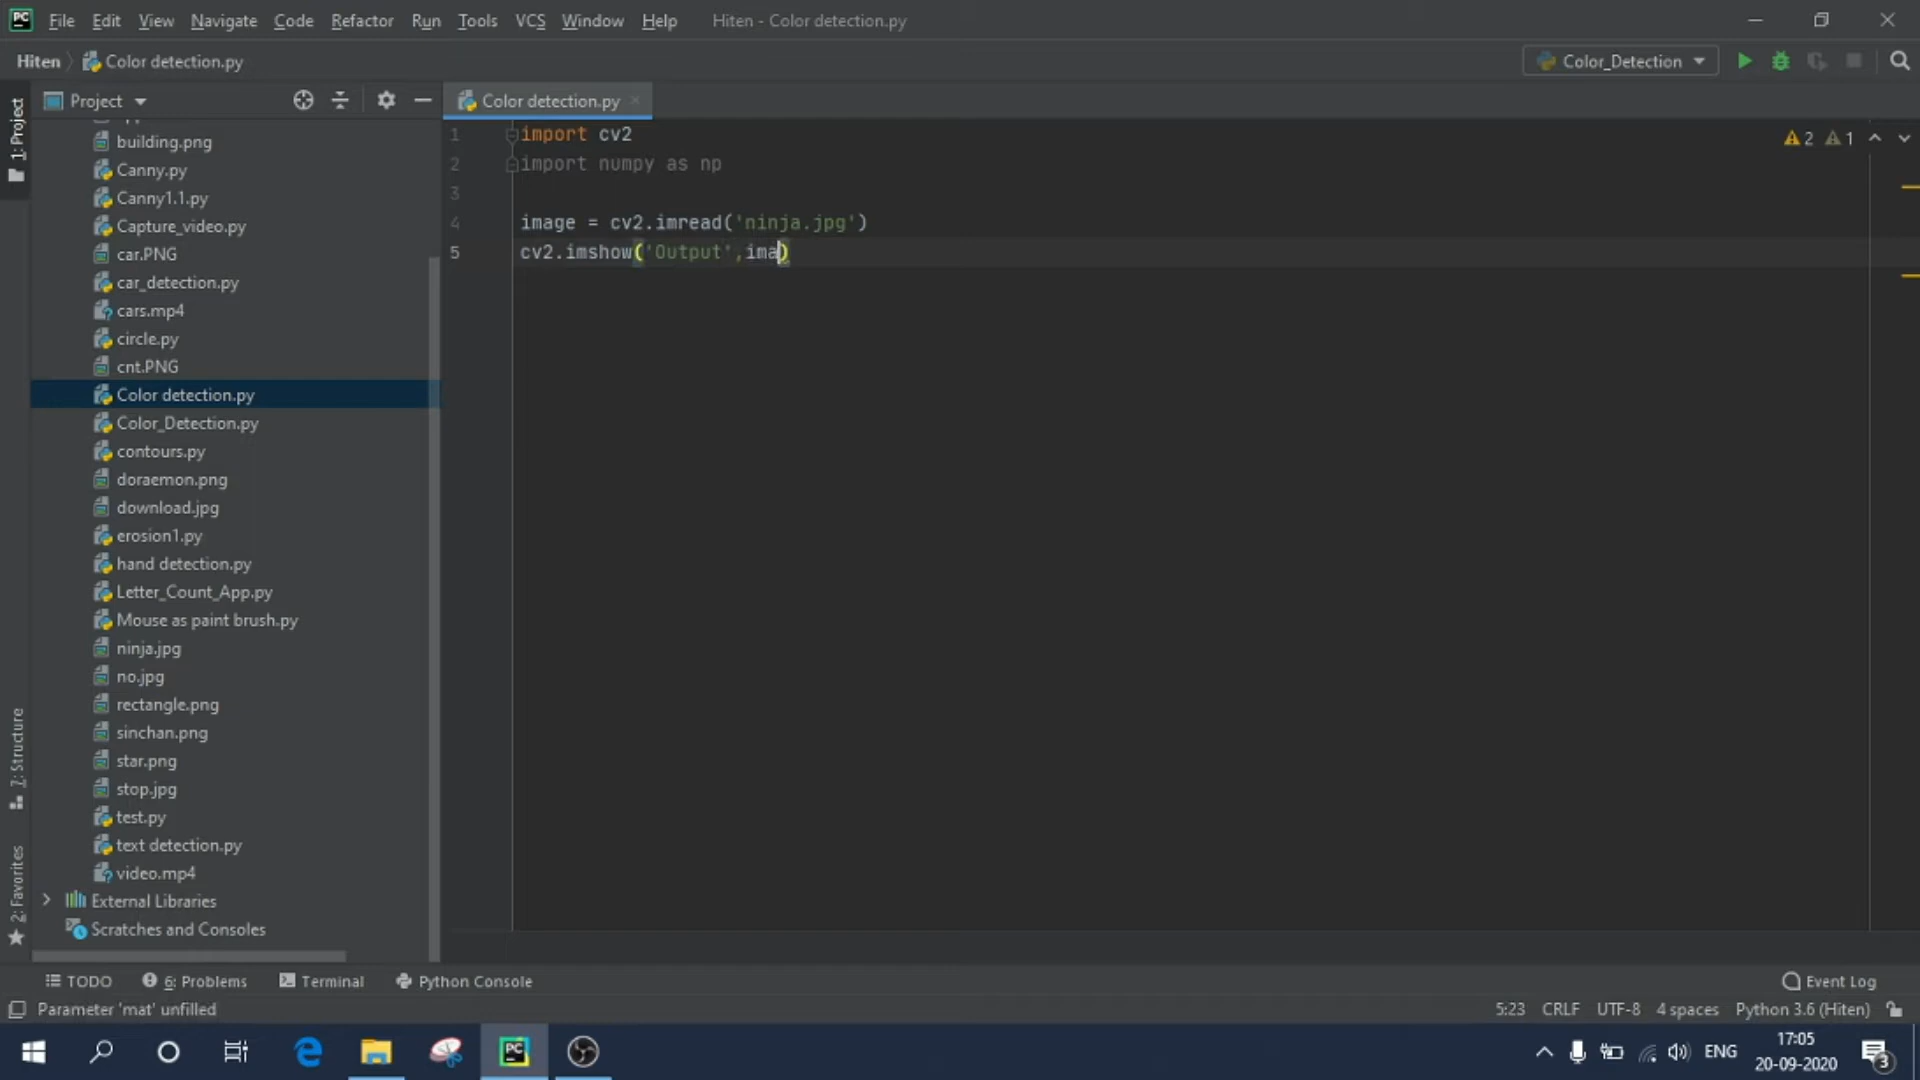 PC File Edit View Navigate Code Refactor Run Tools VCS Window Help Hiten - Color detection.py
Hiten Color detection.py Color_Detection
1: Project
Project
Color detection.py
building.png
Canny.py
Canny1.1.py
Capture_video.py
car.PNG
car_detection.py
cars.mp4
circle.py
cnt.PNG
Color detection.py
Color_Detection.py
contours.py
doraemon.png
download.jpg
erosion1.py
hand detection.py
Letter_Count_App.py
Mouse as paint brush.py
ninja.jpg
no.jpg
rectangle.png
sinchan.png
star.png
stop.jpg
test.py
text detection.py
video.mp4
External Libraries
Scratches and Consoles
7: Structure
2: Favorites
1 import cv2
2 import numpy as np
3
4 image = cv2.imread('ninja.jpg')
5 cv2.imshow('Output',ima)
2 1
TODO 6: Problems Terminal Python Console Event Log
Parameter 'mat' unfilled 5:23 CRLF UTF-8 4 spaces Python 3.6 (Hiten)
PC ENG 17:05
20-09-2020 3